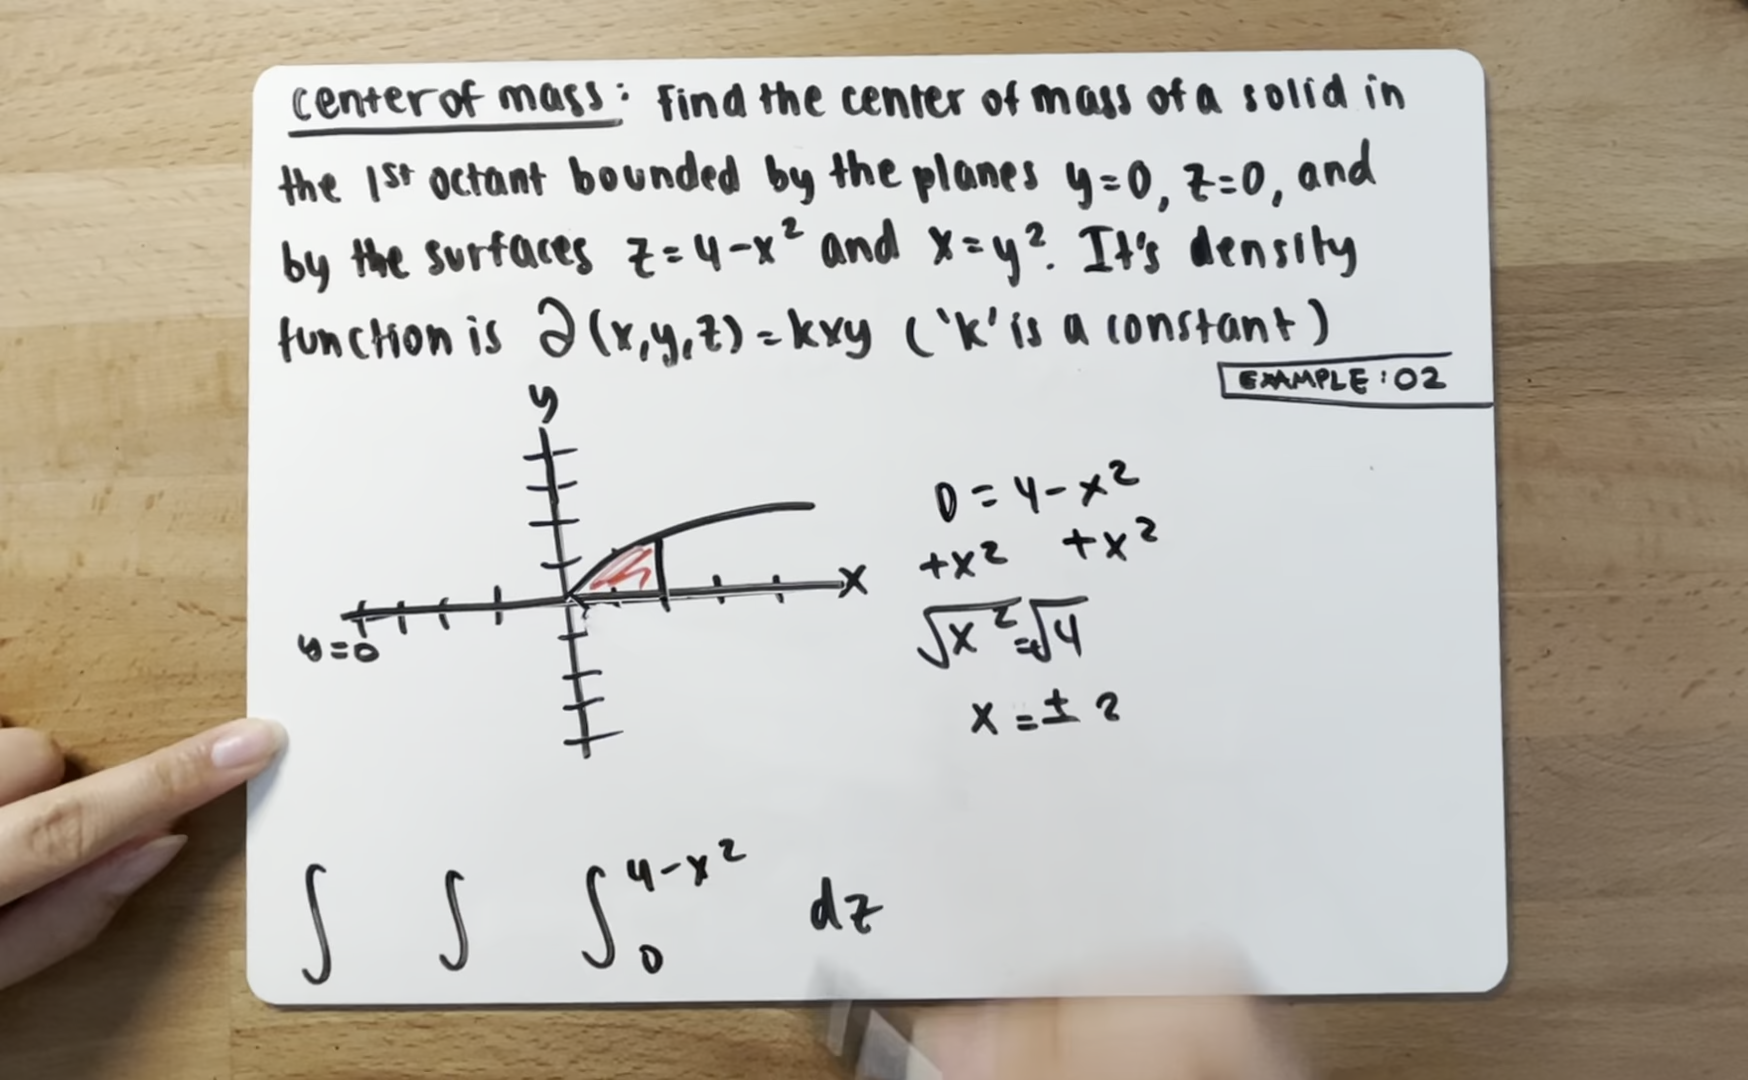 center of mass: Find the center of mass of a solid in
the 1st octant bounded by the planes y=0, z=0, and
by the surfaces z=4-x² and x=y². It's density
function is ∂(x,y,z)=kxy ('k' is a constant)
EXAMPLE:02
y
x
y=0
0=4-x²
+x² +x²
√x²=√4
x=±2
∫ ∫ ∫₀^{4-x²} dz